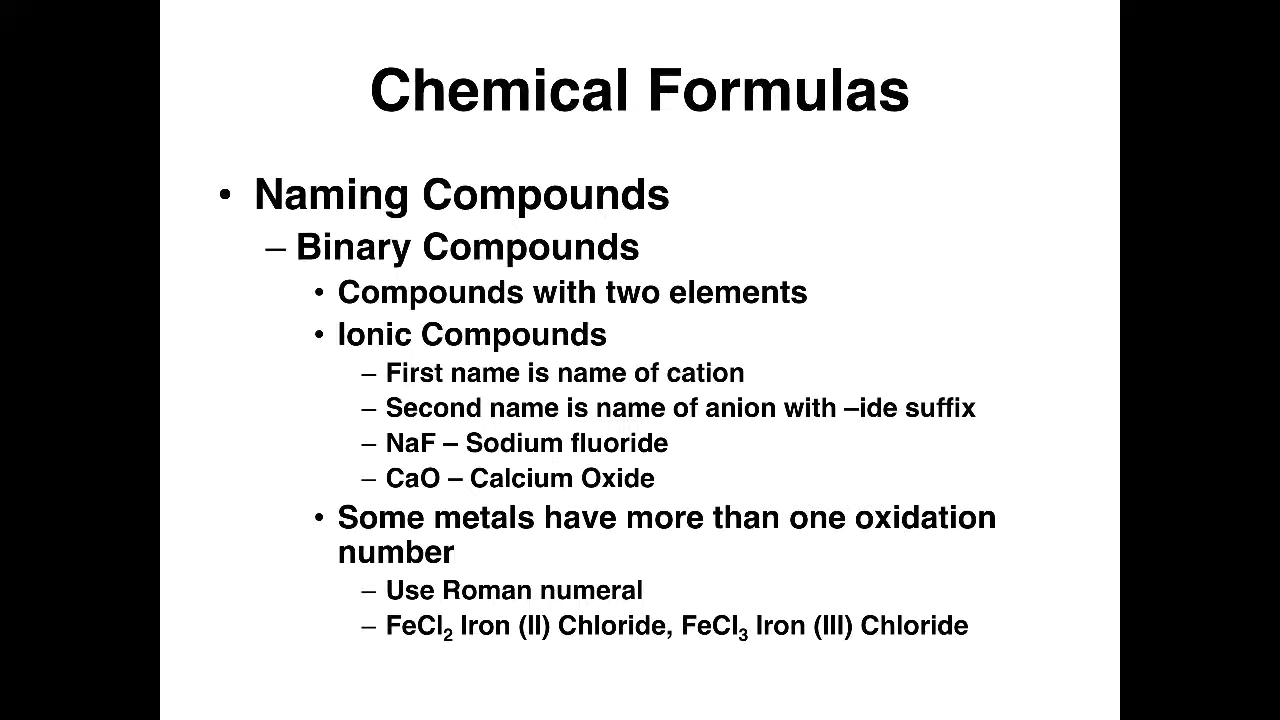 Chemical Formulas
• Naming Compounds
– Binary Compounds
• Compounds with two elements
• Ionic Compounds
– First name is name of cation
– Second name is name of anion with –ide suffix
– NaF – Sodium fluoride
– CaO – Calcium Oxide
• Some metals have more than one oxidation
number
– Use Roman numeral
– FeCl₂ Iron (II) Chloride, FeCl₃ Iron (III) Chloride